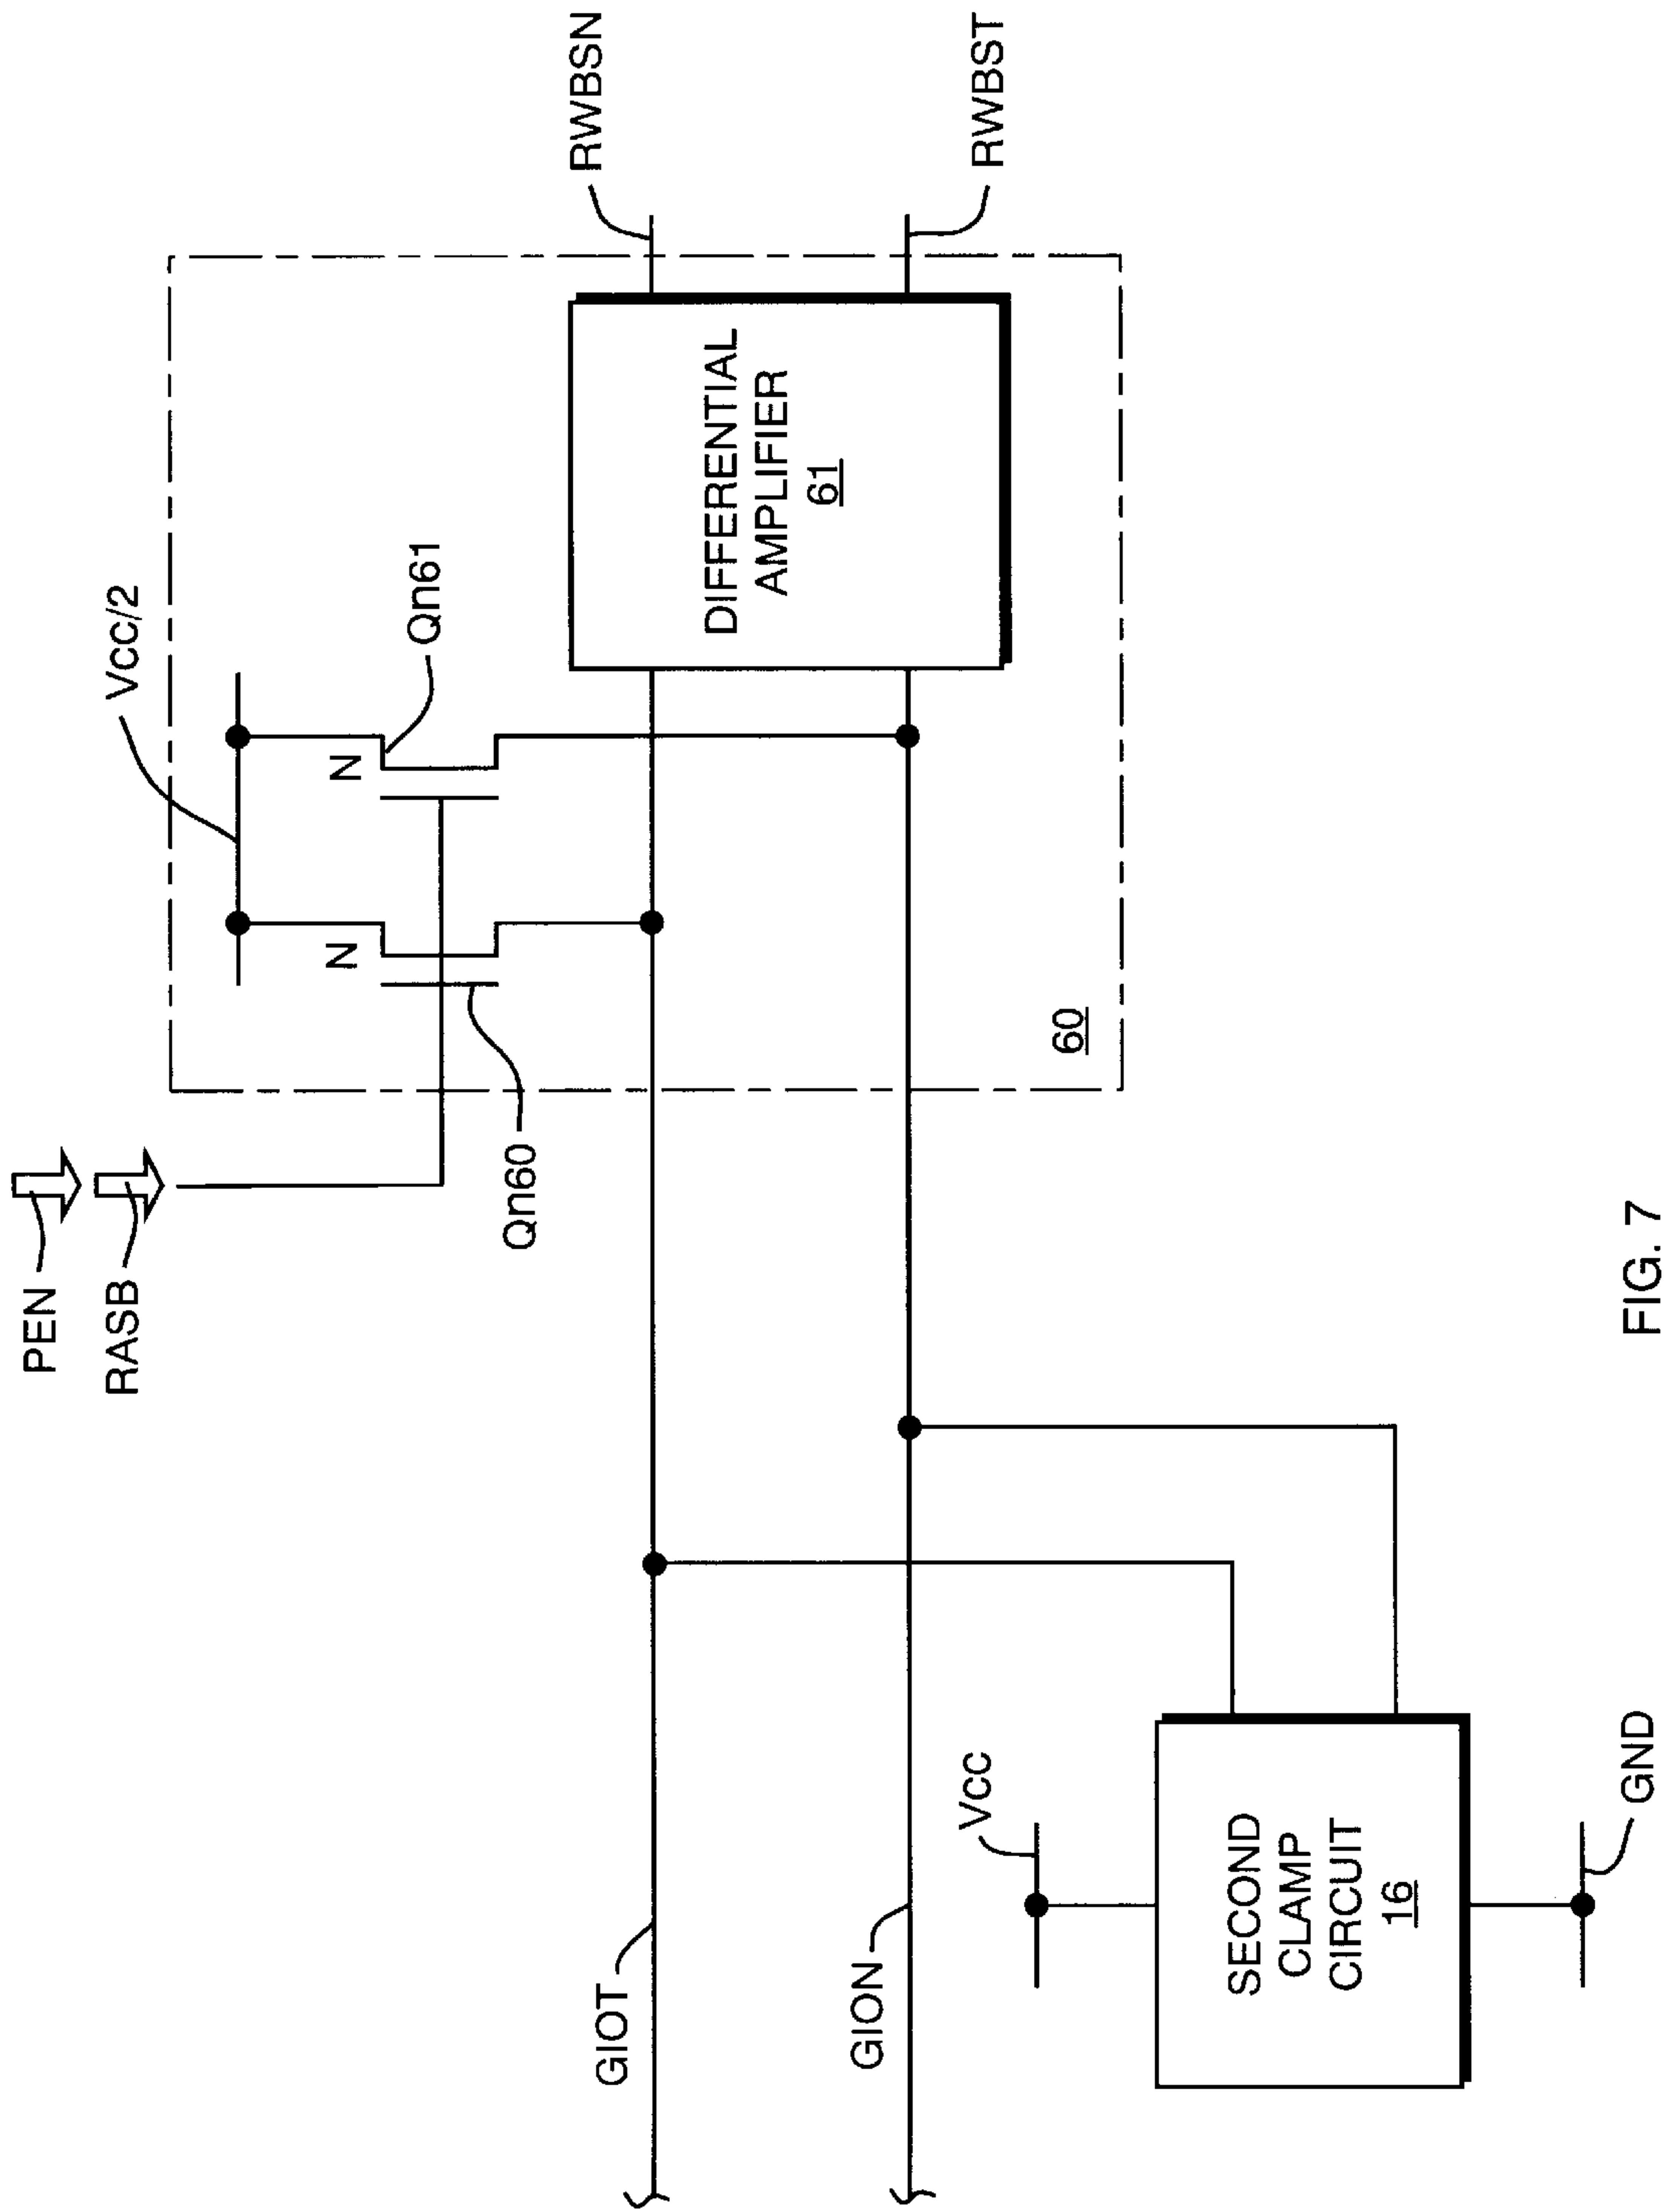 PEN
RASB
Vcc/2
N
N
Qn61
Qn60
RWBSN
DIFFERENTIAL
AMPLIFIER
61
RWBST
60
GIOT
GION
Vcc
SECOND
CLAMP
CIRCUIT
16
GND
FIG. 7